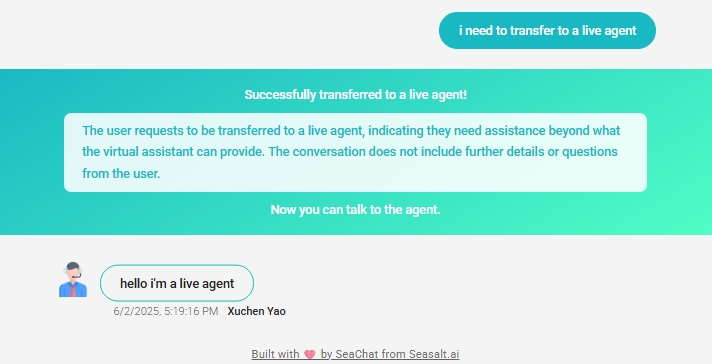 i need to transfer to a live agent
Successfully transferred to a live agent!
The user requests to be transferred to a live agent, indicating they need assistance beyond what
the virtual assistant can provide. The conversation does not include further details or questions
from the user.
Now you can talk to the agent.
hello i'm a live agent
6/2/2025, 5:19:16 PM Xuchen Yao
Built with 💗 by SeaChat from Seasalt.ai